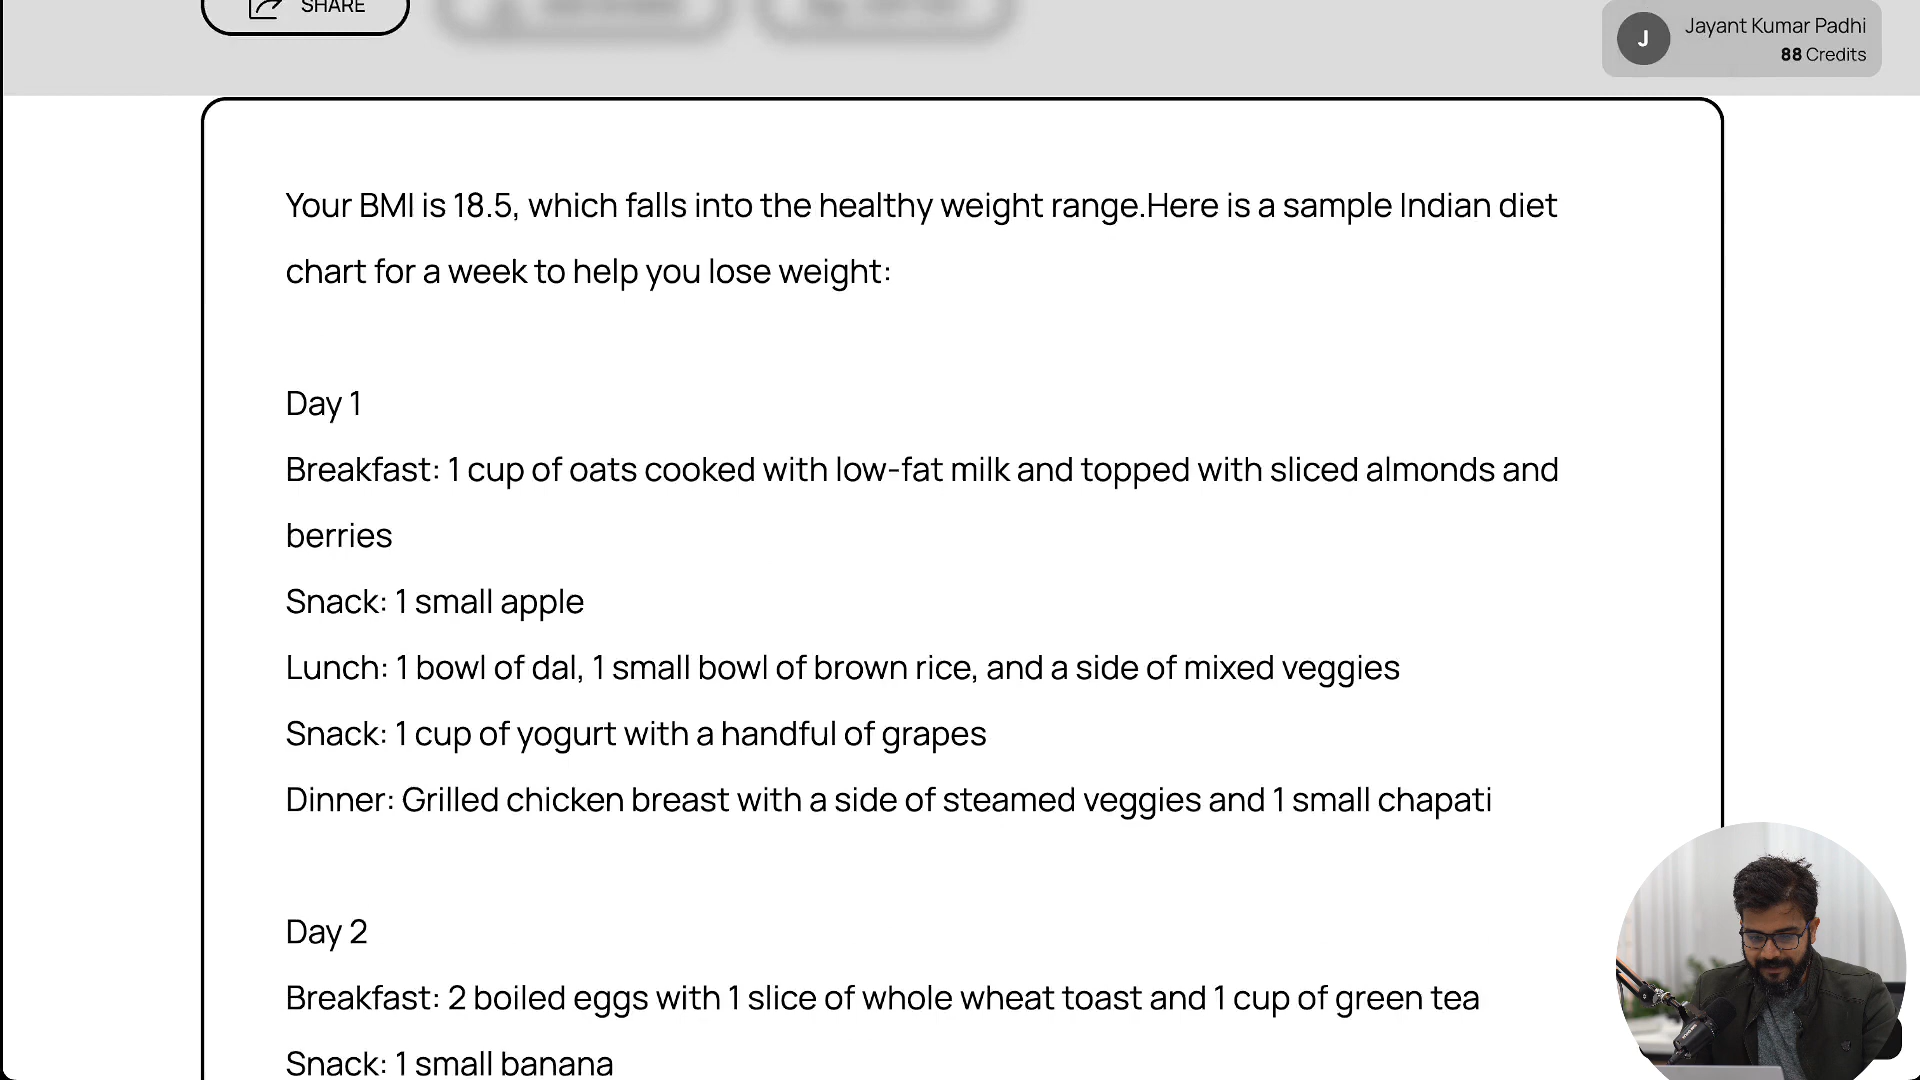 SHARE
J
Jayant Kumar Padhi
88 Credits
Your BMI is 18.5, which falls into the healthy weight range.Here is a sample Indian diet
chart for a week to help you lose weight:
Day 1
Breakfast: 1 cup of oats cooked with low-fat milk and topped with sliced almonds and
berries
Snack: 1 small apple
Lunch: 1 bowl of dal, 1 small bowl of brown rice, and a side of mixed veggies
Snack: 1 cup of yogurt with a handful of grapes
Dinner: Grilled chicken breast with a side of steamed veggies and 1 small chapati
Day 2
Breakfast: 2 boiled eggs with 1 slice of whole wheat toast and 1 cup of green tea
Snack: 1 small banana